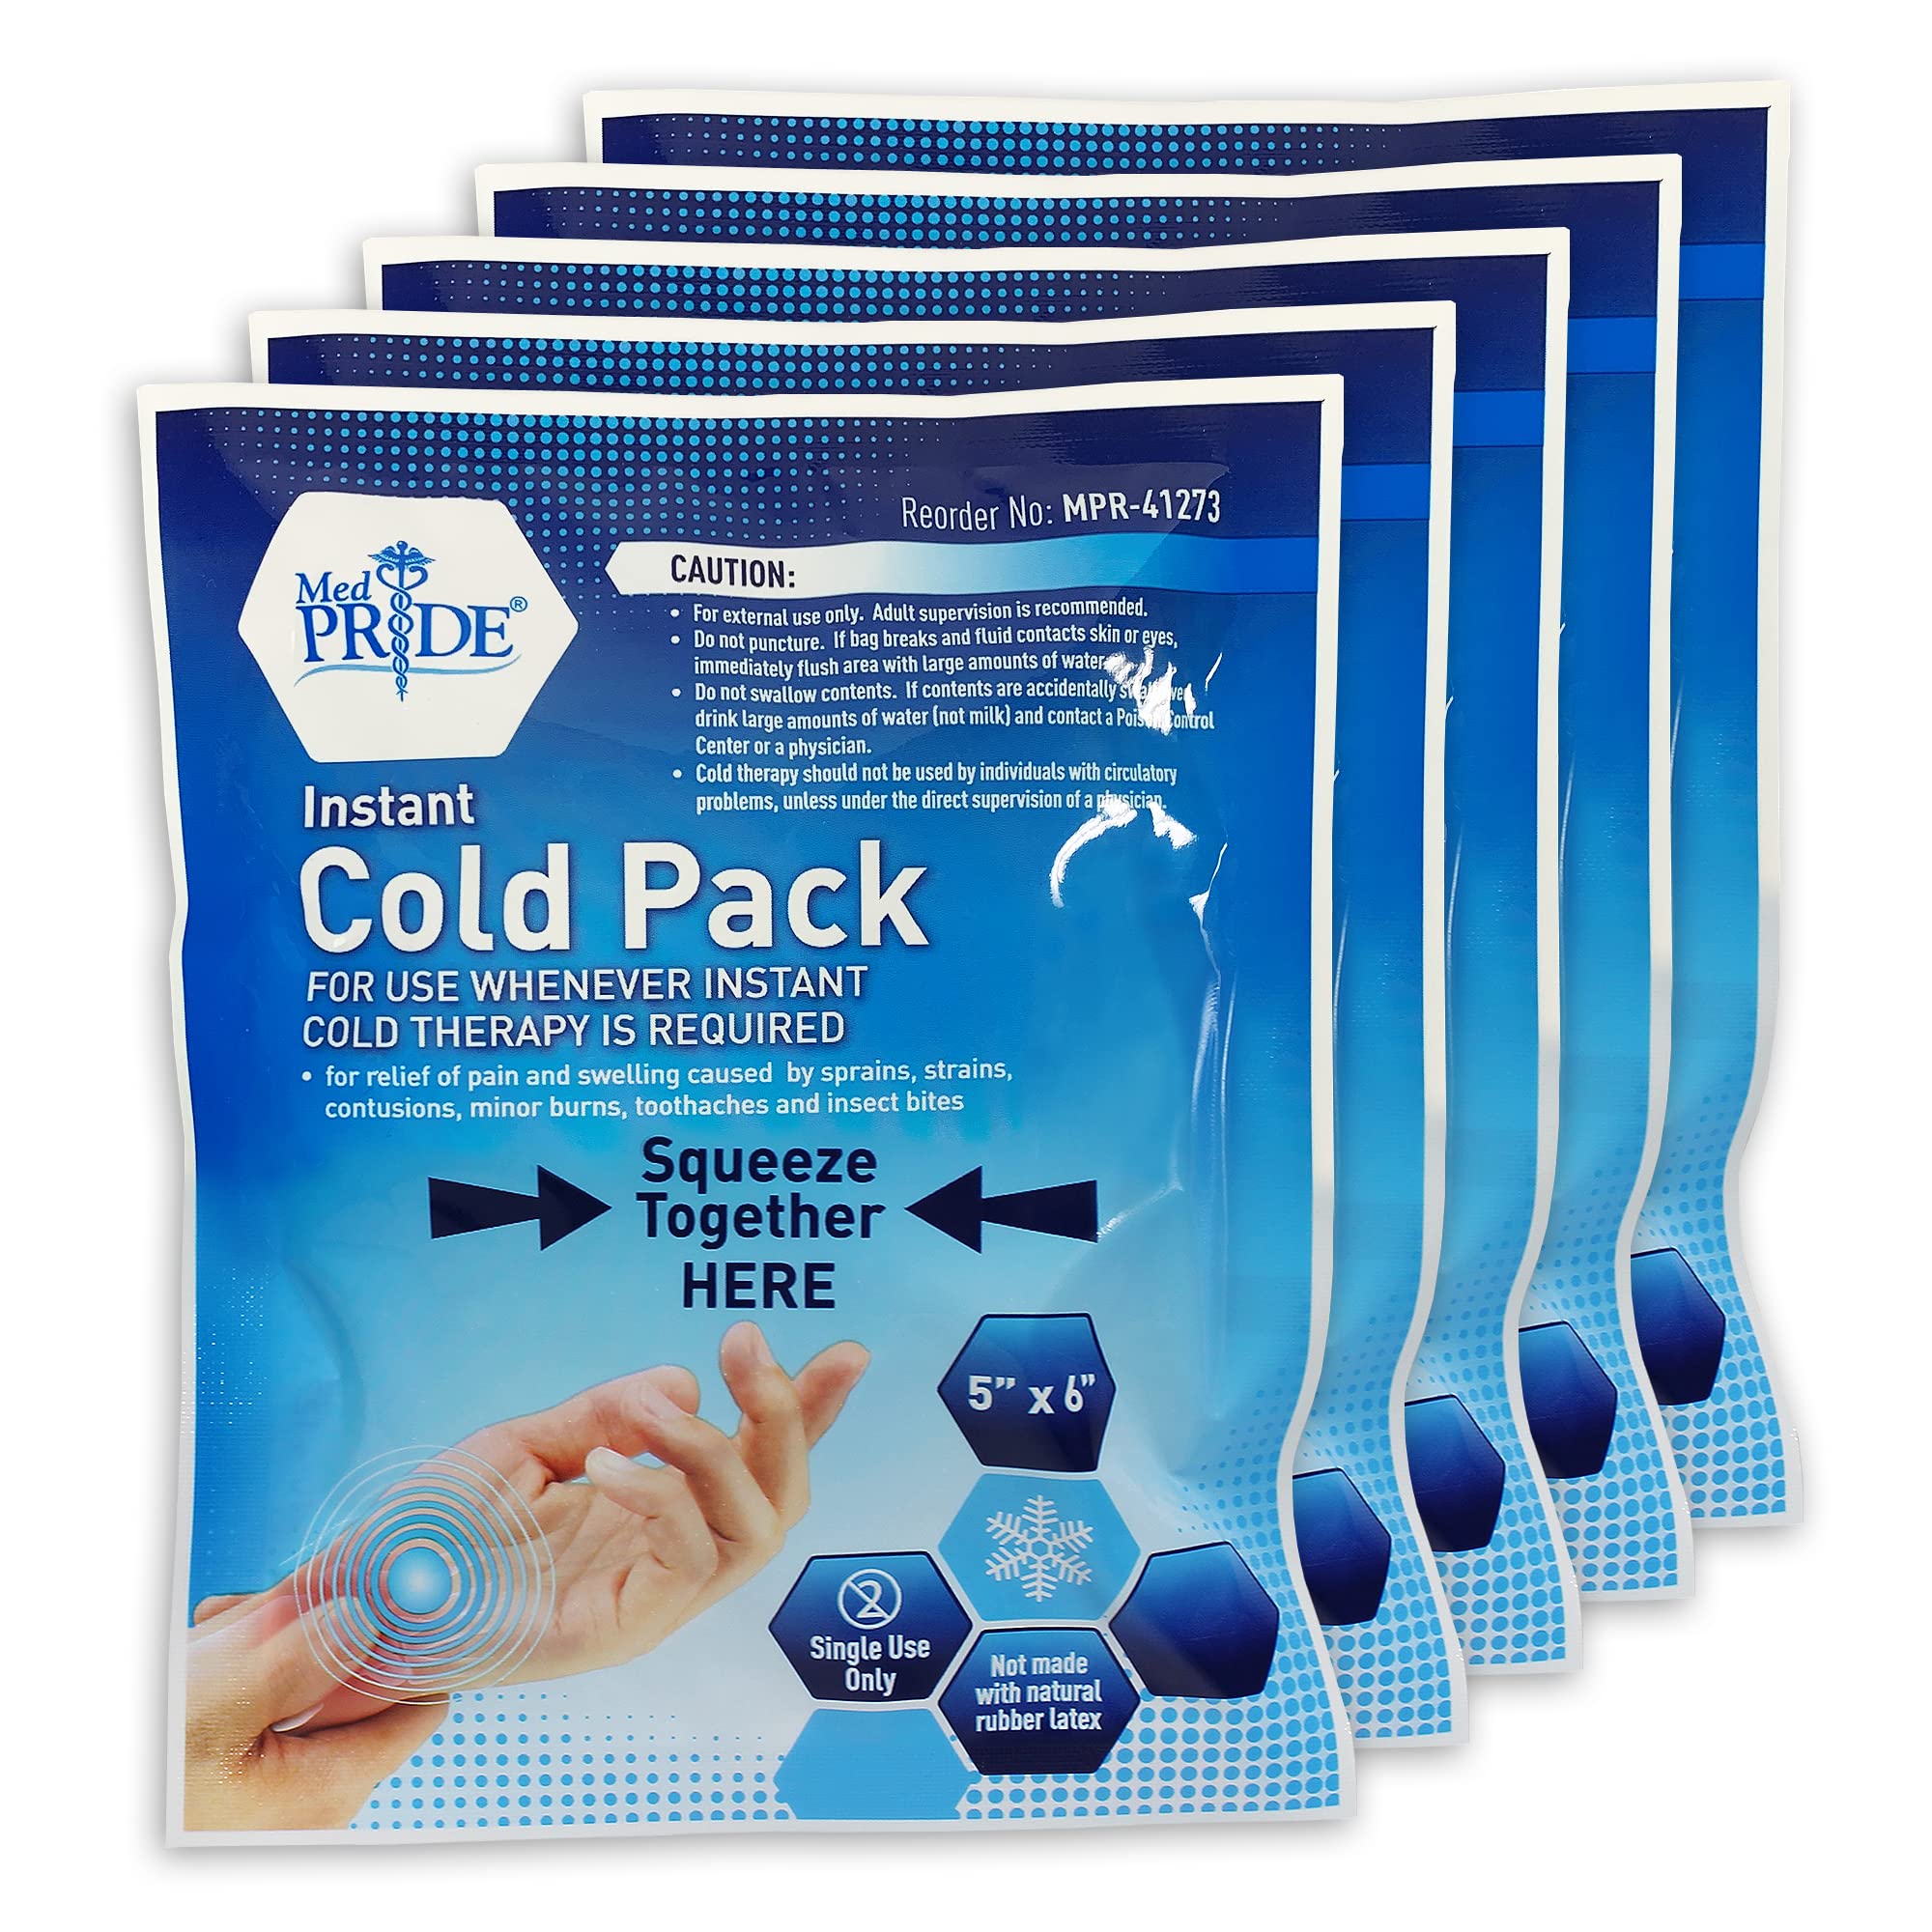 Reorder No: MPR-41273
Med
PRIDE®
CAUTION:
• For external use only. Adult supervision is recommended.
• Do not puncture. If bag breaks and fluid contacts skin or eyes,
immediately flush area with large amounts of water
• Do not swallow contents. If contents are accidentally
drink large amounts of water (not milk) and contact a Poison Control
Center or a physician.
• Cold therapy should not be used by individuals with circulatory
problems, unless under the direct supervision of a physician.
Instant
Cold Pack
FOR USE WHENEVER INSTANT
COLD THERAPY IS REQUIRED
• for relief of pain and swelling caused by sprains, strains,
contusions, minor burns, toothaches and insect bites
Squeeze
Together
HERE
5" x 6"
2
Single Use
Only
Not made
with natural
rubber latex